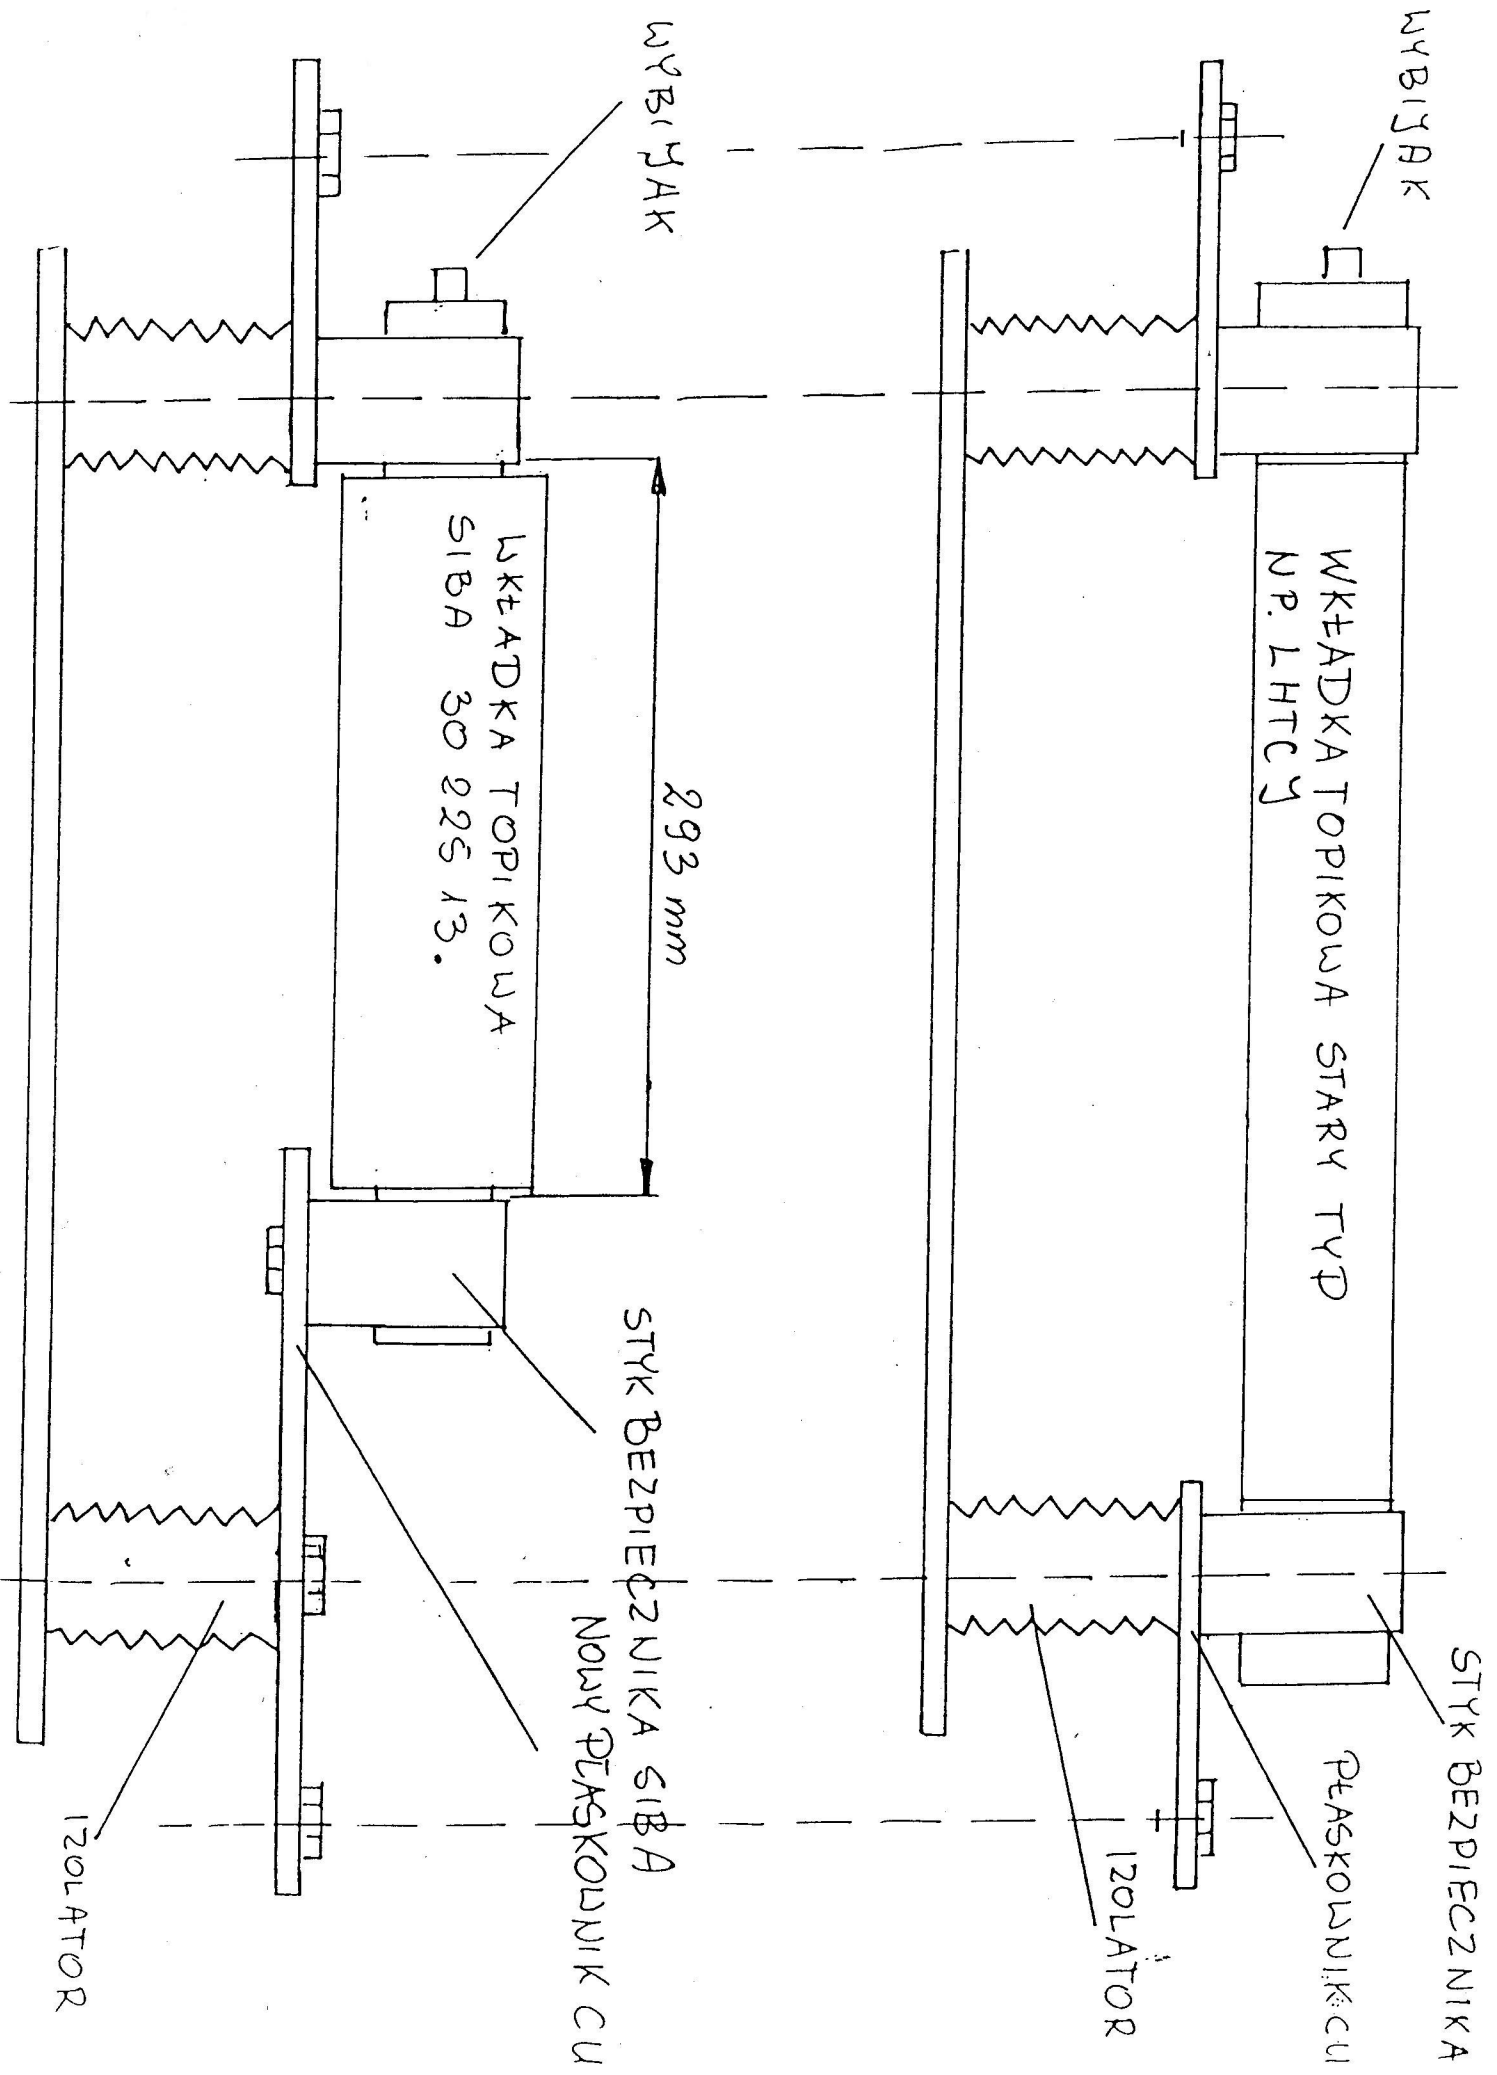 WYBIJAK
WKŁADKA TOPIKOWA STARY TYP
NP. LHTCJ
STYK BEZPIECZNIKA
PŁASKOWNIK CU
IZOLATOR
WYBIJAK
293 mm
WKŁADKA TOPIKOWA
SIBA 30 225 13.
STYK BEZPIECZNIKA SIBA
NOWY PŁASKOWNIK CU
IZOLATOR